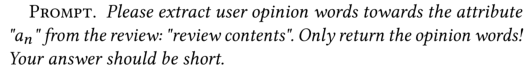 PROMPT. Please extract user opinion words towards the attribute
"aₙ" from the review: "review contents". Only return the opinion words!
Your answer should be short.